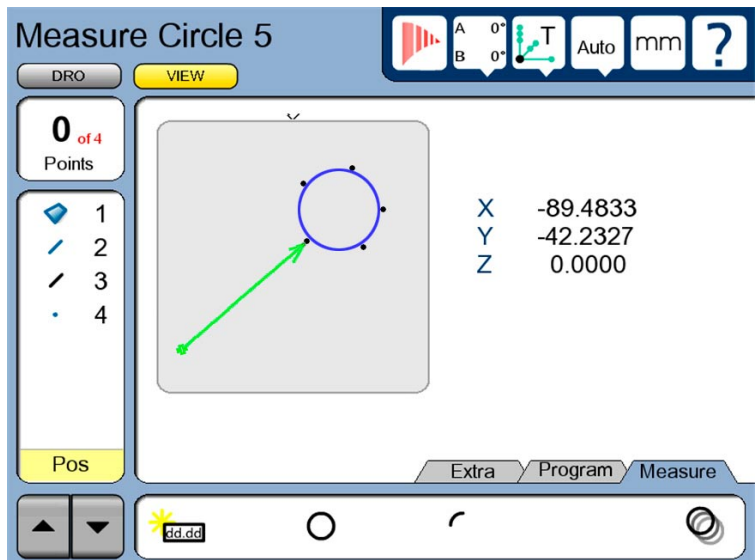 Measure Circle 5
A 0°
B 0°
T
Auto
mm
?
DRO
VIEW
0 of 4
Points
1
2
3
4
X -89.4833
Y -42.2327
Z 0.0000
Pos
Extra
Program
Measure
dd.dd